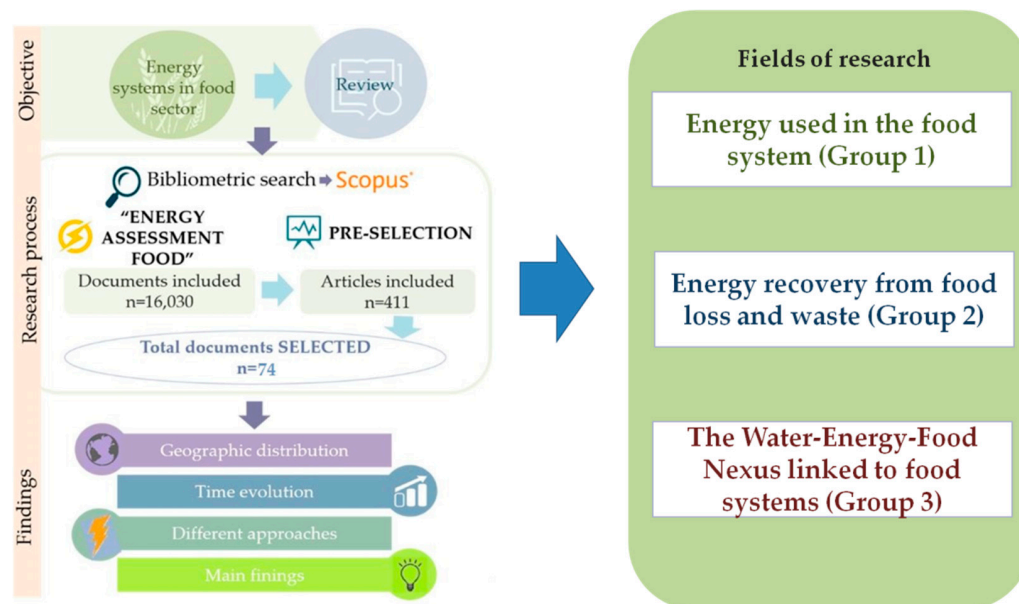 Objective
Energy
systems in food
sector
Review
Research process
Bibliometric search
Scopus
"ENERGY
ASSESSMENT
FOOD"
PRE-SELECTION
Documents included
n=16,030
Articles included
n=411
Total documents SELECTED
n=74
Findings
Geographic distribution
Time evolution
Different approaches
Main finings
Fields of research
Energy used in the food
system (Group 1)
Energy recovery from food
loss and waste (Group 2)
The Water-Energy-Food
Nexus linked to food
systems (Group 3)